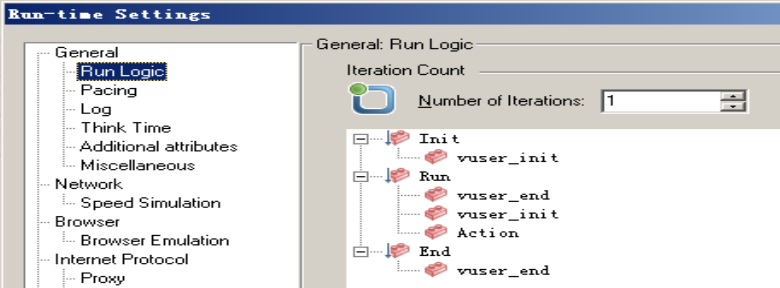 Run-time Settings
General
Run Logic
Pacing
Log
Think Time
Additional attributes
Miscellaneous
Network
Speed Simulation
Browser
Browser Emulation
Internet Protocol
Proxy
General: Run Logic
Iteration Count
Number of Iterations: 1
Init
vuser_init
Run
vuser_end
vuser_init
Action
End
vuser_end